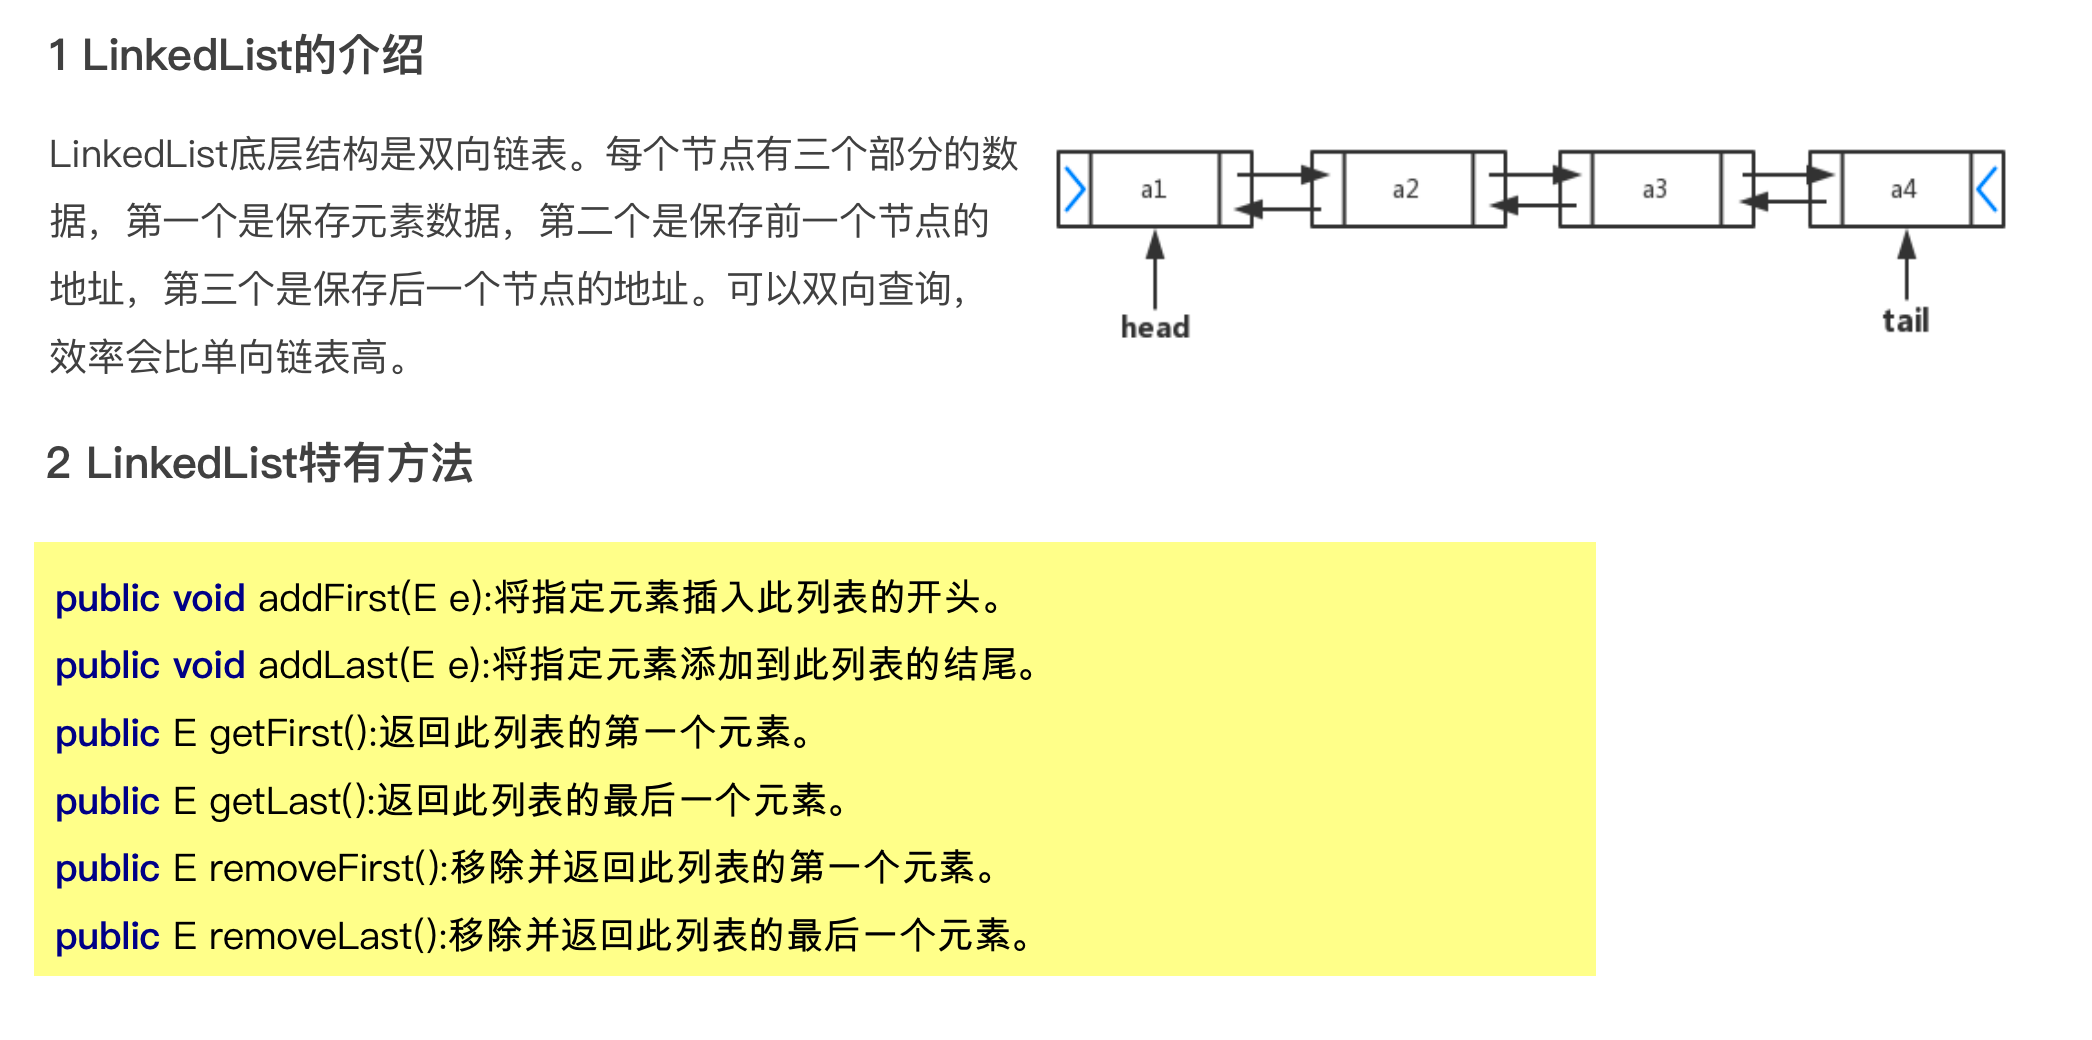 1 LinkedList的介绍
LinkedList底层结构是双向链表。每个节点有三个部分的数
据，第一个是保存元素数据，第二个是保存前一个节点的
地址，第三个是保存后一个节点的地址。可以双向查询，
效率会比单向链表高。
a1 a2 a3 a4
head tail
2 LinkedList特有方法
public void addFirst(E e):将指定元素插入此列表的开头。
public void addLast(E e):将指定元素添加到此列表的结尾。
public E getFirst():返回此列表的第一个元素。
public E getLast():返回此列表的最后一个元素。
public E removeFirst():移除并返回此列表的第一个元素。
public E removeLast():移除并返回此列表的最后一个元素。